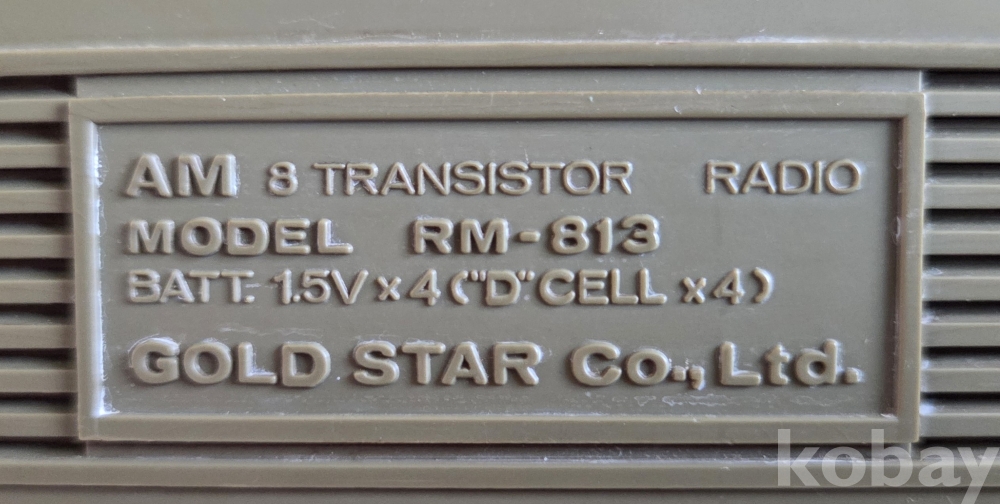 AM 8 TRANSISTOR RADIO
MODEL RM-813
BATT. 1.5V x 4 ("D" CELL x 4)
GOLD STAR Co., Ltd.
kobay